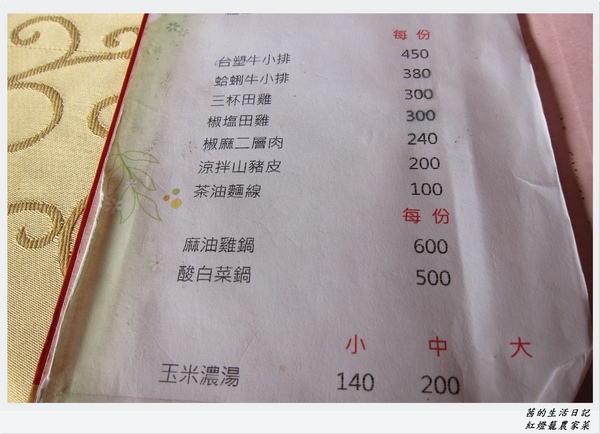 每份
台塑牛小排 450
蛤蜊牛小排 380
三杯田雞 300
椒塩田雞 300
椒麻二層肉 240
涼拌山豬皮 200
茶油麵線 100
每份
麻油雞鍋 600
酸白菜鍋 500
小 中 大
玉米濃湯 140 200
茜的生活日記
紅燈籠農家菜